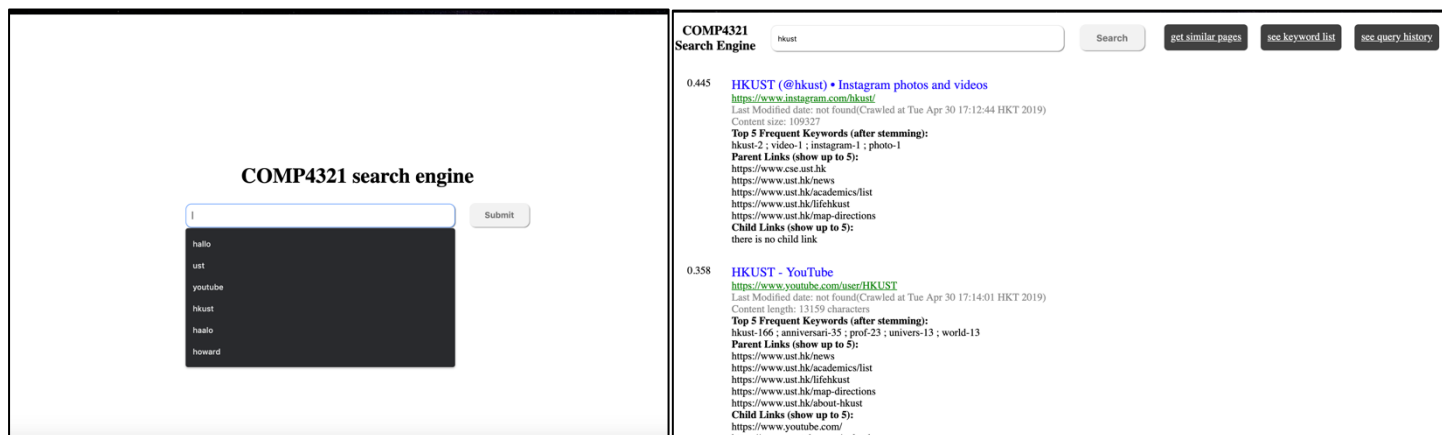 COMP4321 search engine
Submit
hallo
ust
youtube
hkust
haalo
howard
COMP4321
Search Engine
hkust
Search
get similar pages
see keyword list
see query history
0.445
HKUST (@hkust) • Instagram photos and videos
https://www.instagram.com/hkust/
Last Modified date: not found(Crawled at Tue Apr 30 17:12:44 HKT 2019)
Content size: 109327
Top 5 Frequent Keywords (after stemming):
hkust-2 ; video-1 ; instagram-1 ; photo-1
Parent Links (show up to 5):
https://www.cse.ust.hk
https://www.ust.hk/news
https://www.ust.hk/academics/list
https://www.ust.hk/lifehkust
https://www.ust.hk/map-directions
Child Links (show up to 5):
there is no child link
0.358
HKUST - YouTube
https://www.youtube.com/user/HKUST
Last Modified date: not found(Crawled at Tue Apr 30 17:14:01 HKT 2019)
Content length: 13159 characters
Top 5 Frequent Keywords (after stemming):
hkust-166 ; anniversari-35 ; prof-23 ; univers-13 ; world-13
Parent Links (show up to 5):
https://www.ust.hk/news
https://www.ust.hk/academics/list
https://www.ust.hk/lifehkust
https://www.ust.hk/map-directions
https://www.ust.hk/about-hkust
Child Links (show up to 5):
https://www.youtube.com/